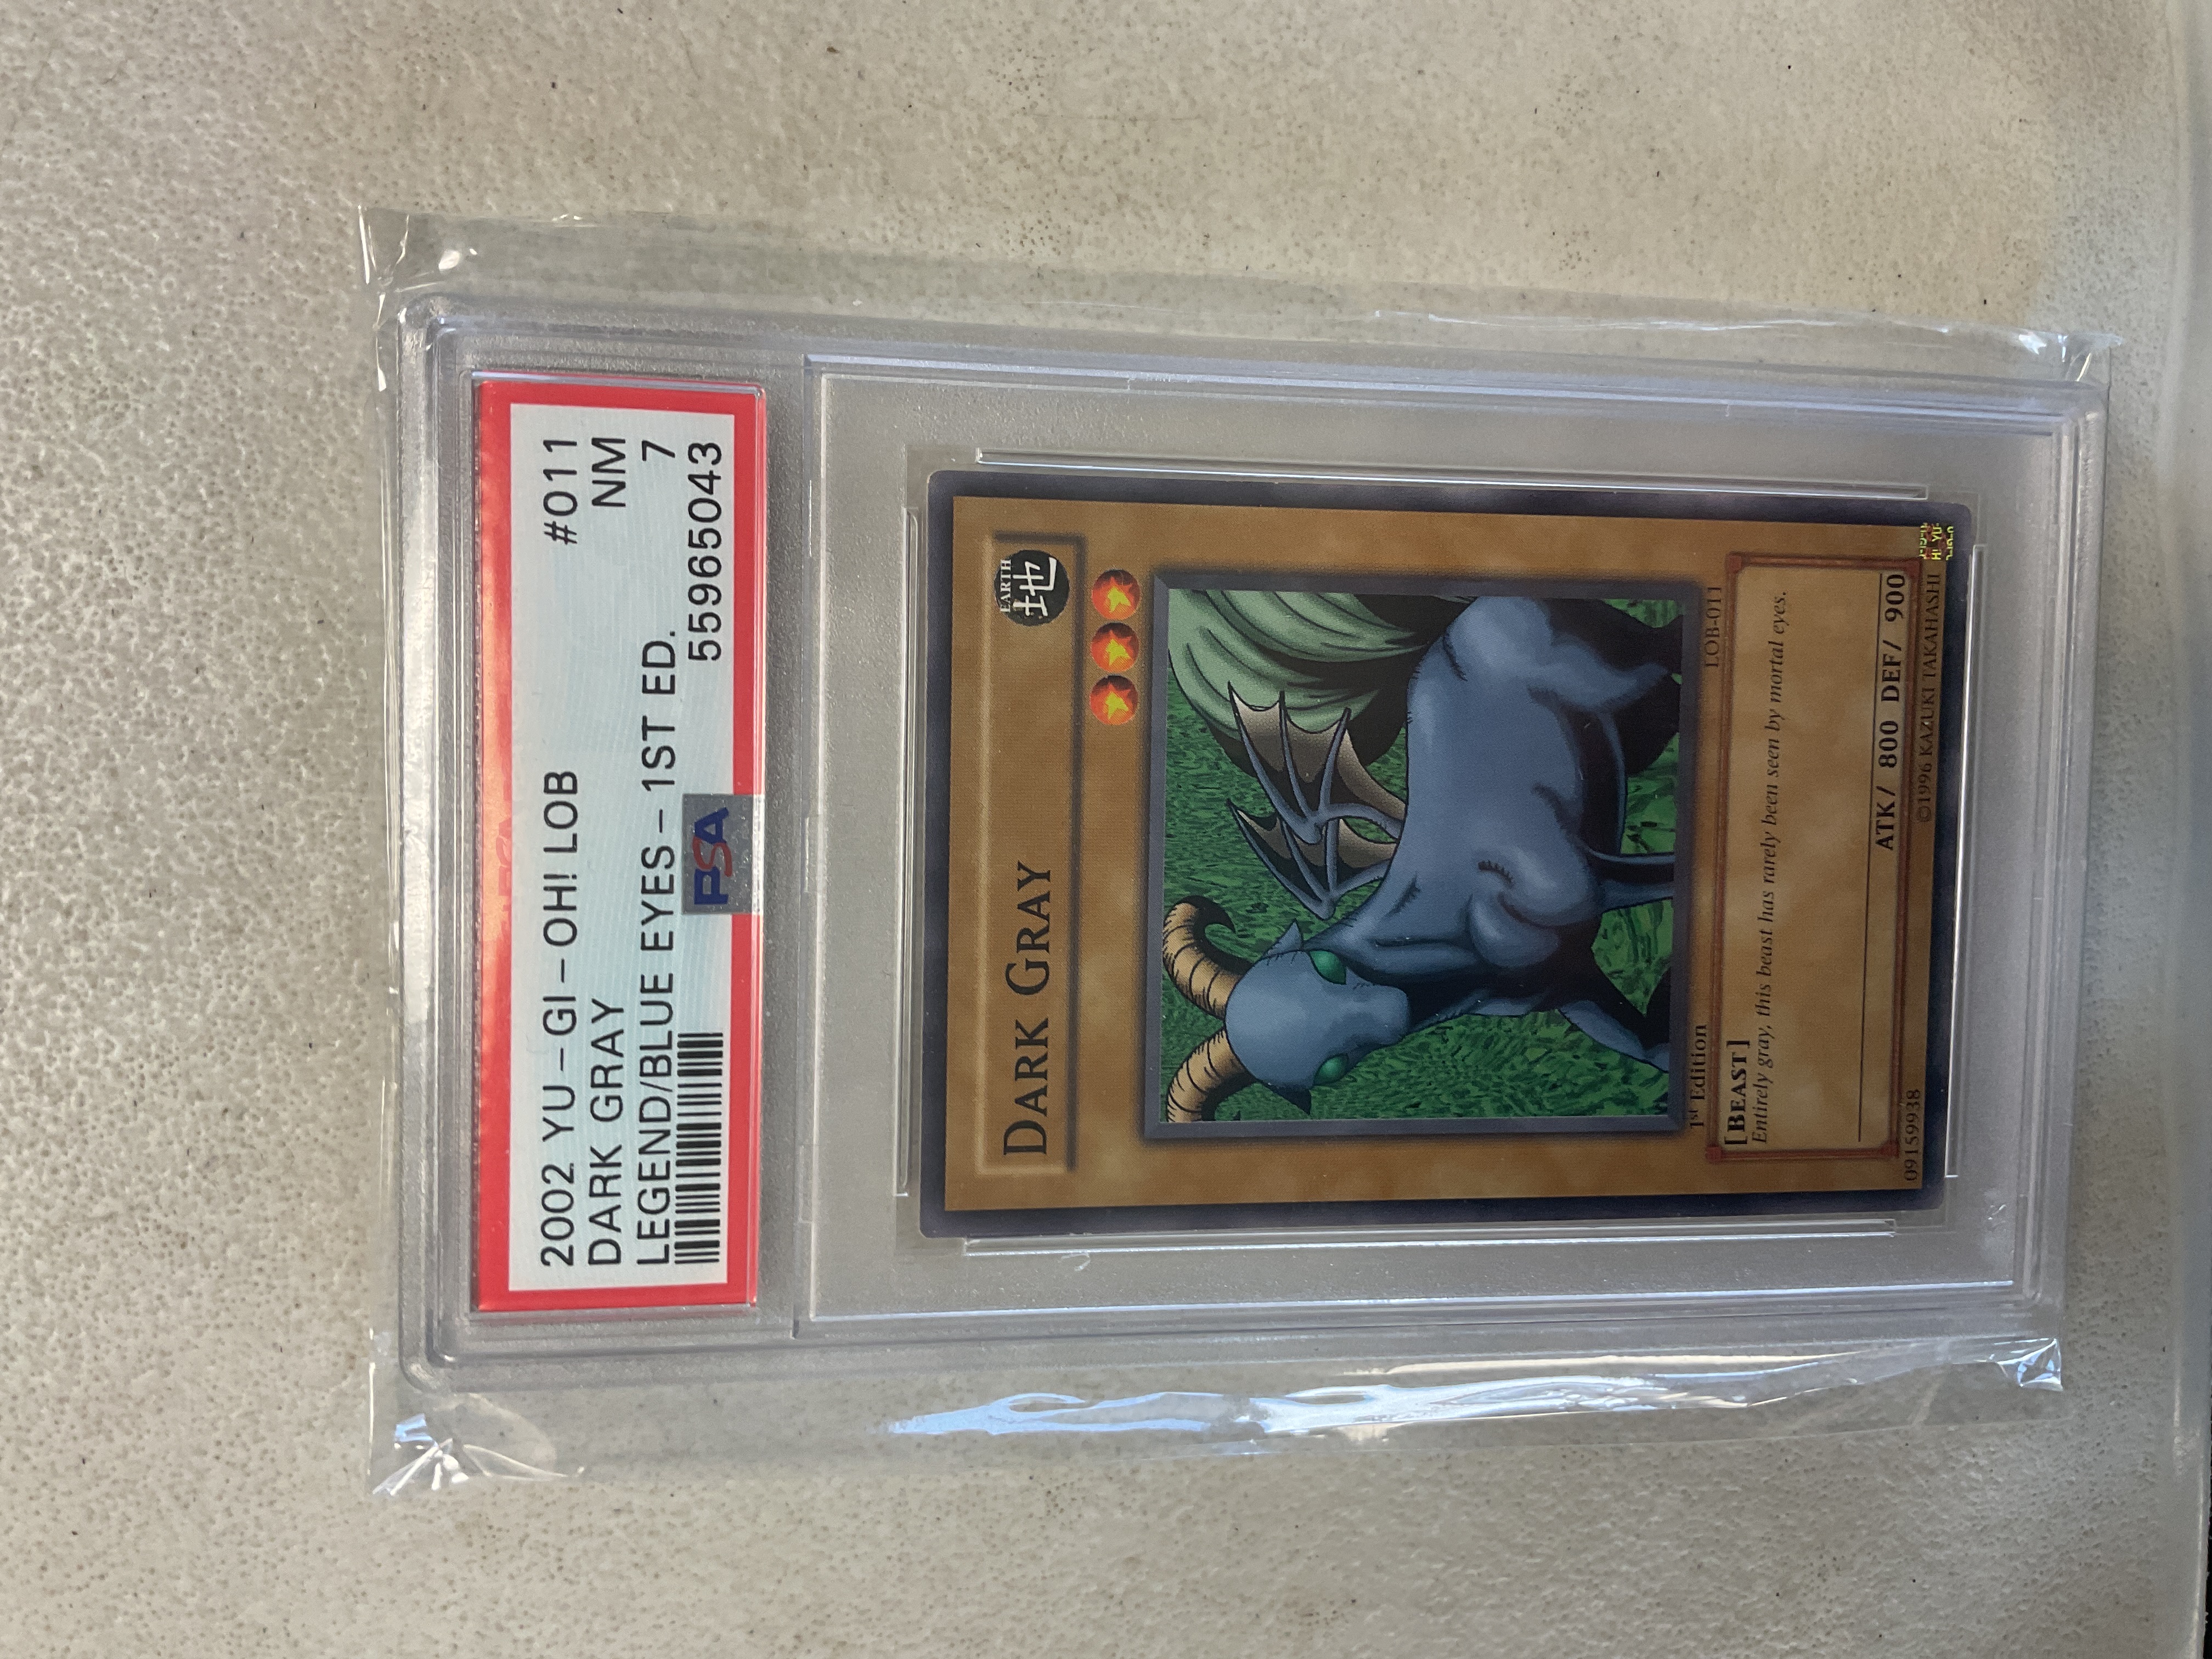 2002 YU-GI-OH! LOB #011
DARK GRAY NM
LEGEND/BLUE EYES - 1ST ED. 7
55965043
PSA
DARK GRAY
EARTH
地
LOB-011
1st Edition
[BEAST]
Entirely gray, this beast has rarely been seen by mortal eyes.
ATK/ 800 DEF/ 900
09159938 ©1996 KAZUKI TAKAHASHI